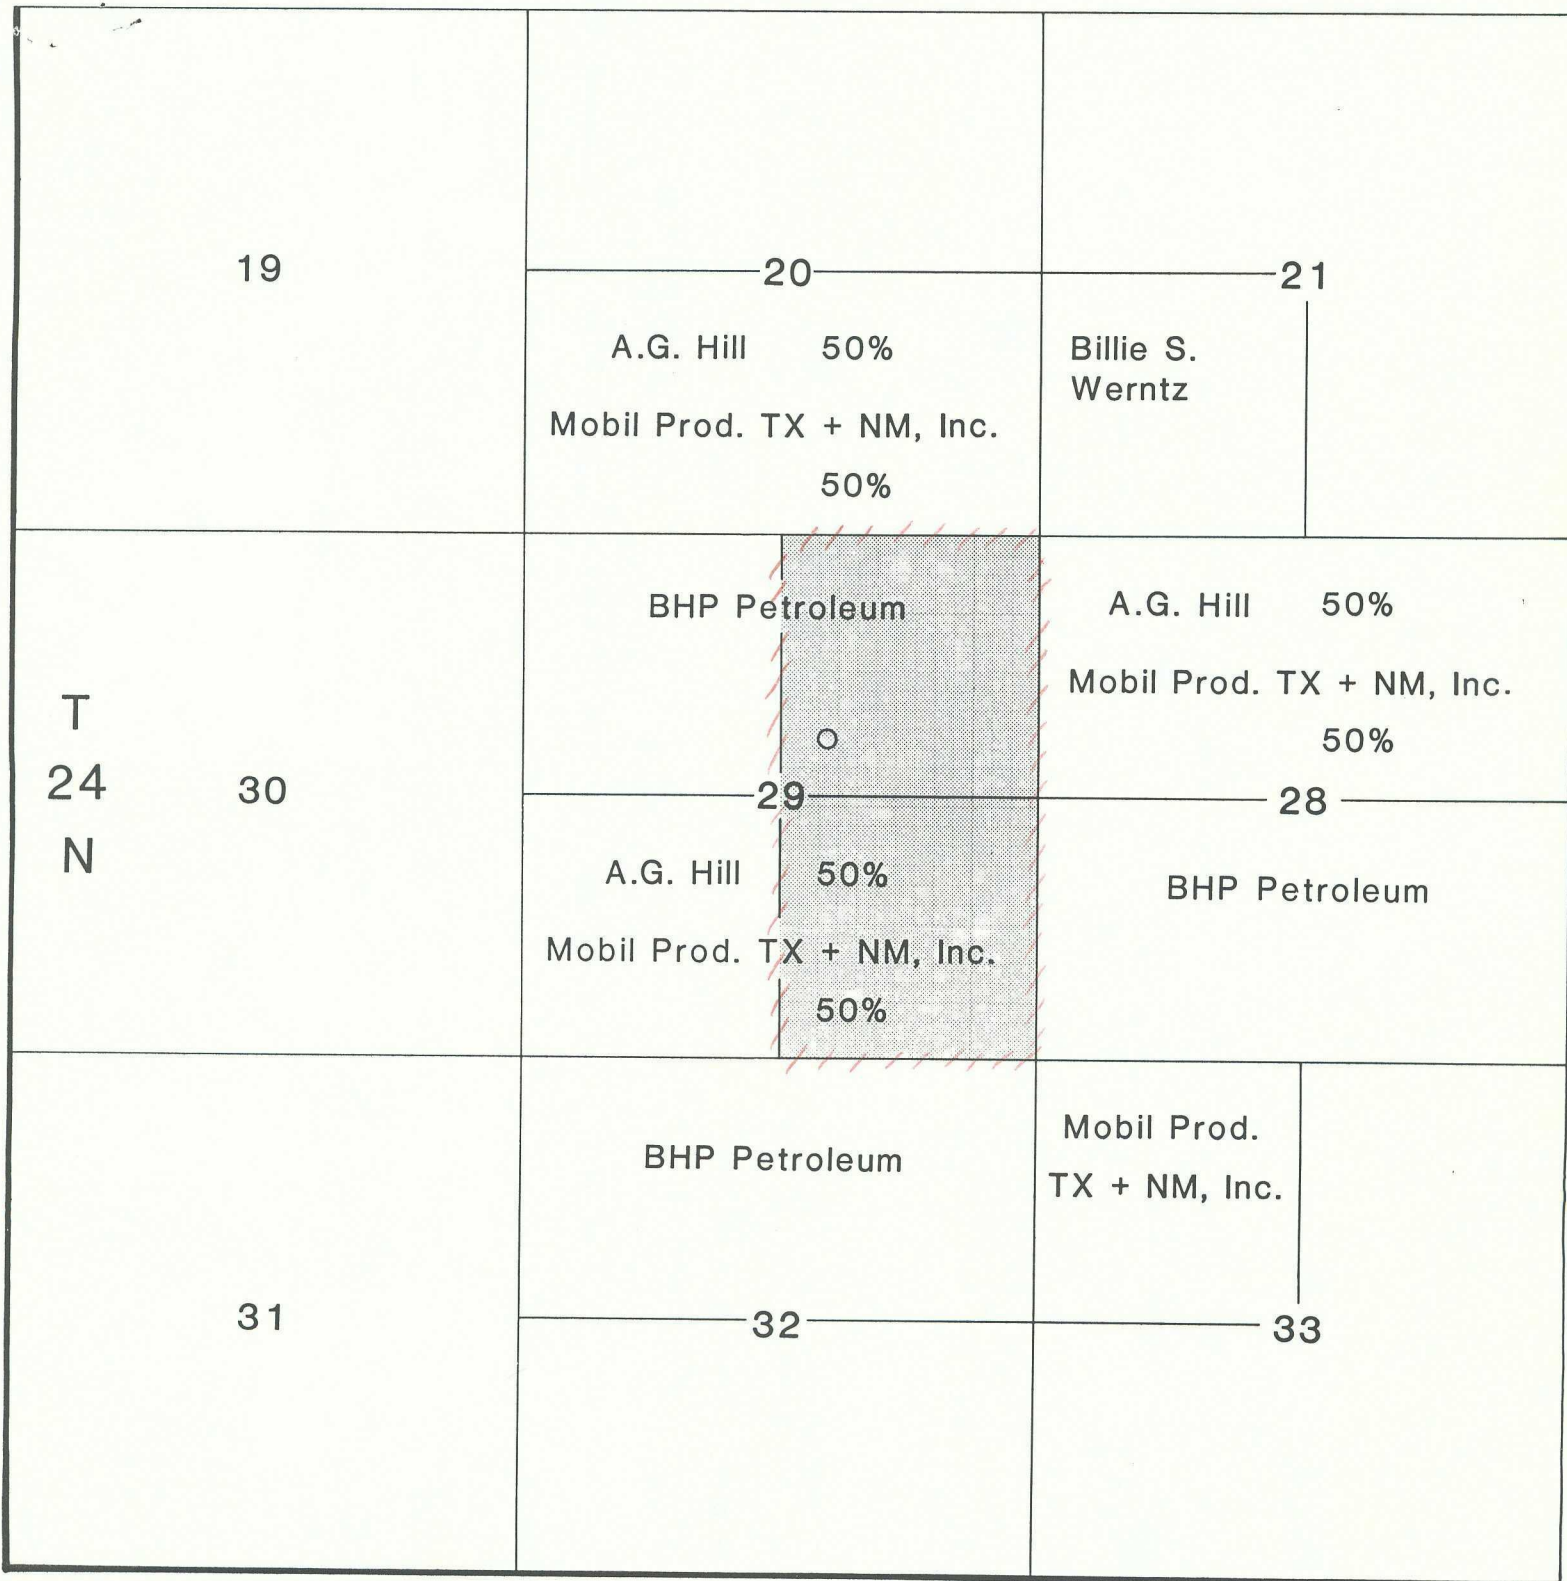 19
20
21
A.G. Hill 50%
Mobil Prod. TX + NM, Inc.
50%
Billie S.
Werntz
BHP Petroleum
A.G. Hill 50%
Mobil Prod. TX + NM, Inc.
50%
T
24
N
30
29
28
A.G. Hill 50%
Mobil Prod. TX + NM, Inc.
50%
BHP Petroleum
BHP Petroleum
Mobil Prod.
TX + NM, Inc.
31
32
33